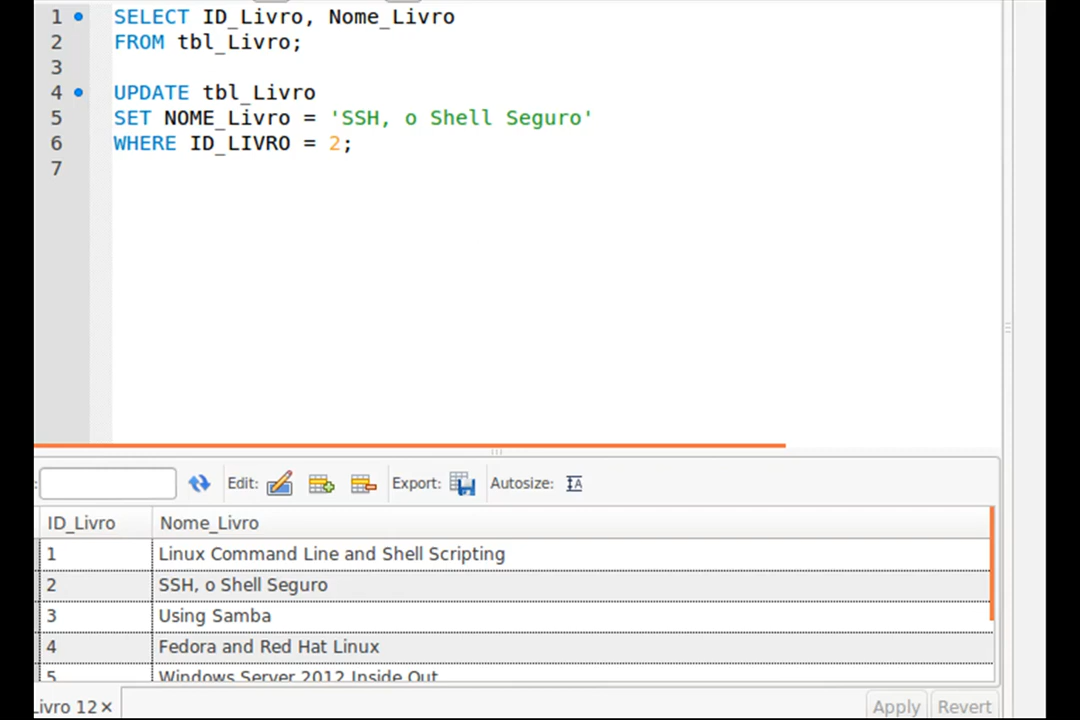 1 SELECT ID_Livro, Nome_Livro
2 FROM tbl_Livro;
3
4 UPDATE tbl_Livro
5 SET NOME_Livro = 'SSH, o Shell Seguro'
6 WHERE ID_LIVRO = 2;
7
: Edit: Export: Autosize: IA
ID_Livro Nome_Livro
1 Linux Command Line and Shell Scripting
2 SSH, o Shell Seguro
3 Using Samba
4 Fedora and Red Hat Linux
5 Windows Server 2012 Inside Out
Livro 12 × Apply Revert